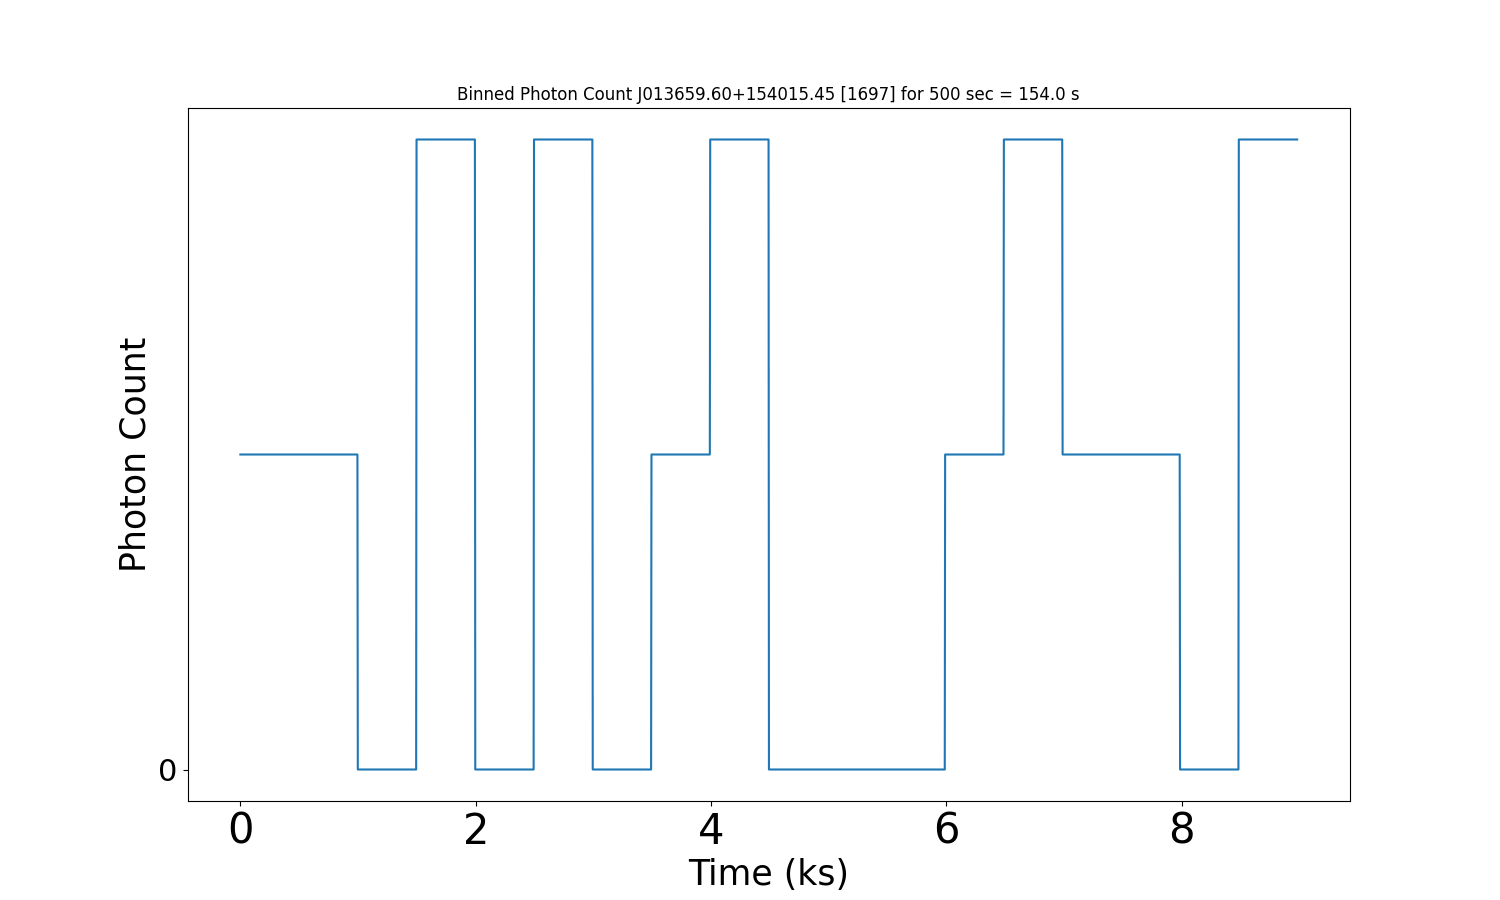 Binned Photon Count J013659.60+154015.45 [1697] for 500 sec = 154.0 s
Photon Count
0
0 2 4 6 8
Time (ks)